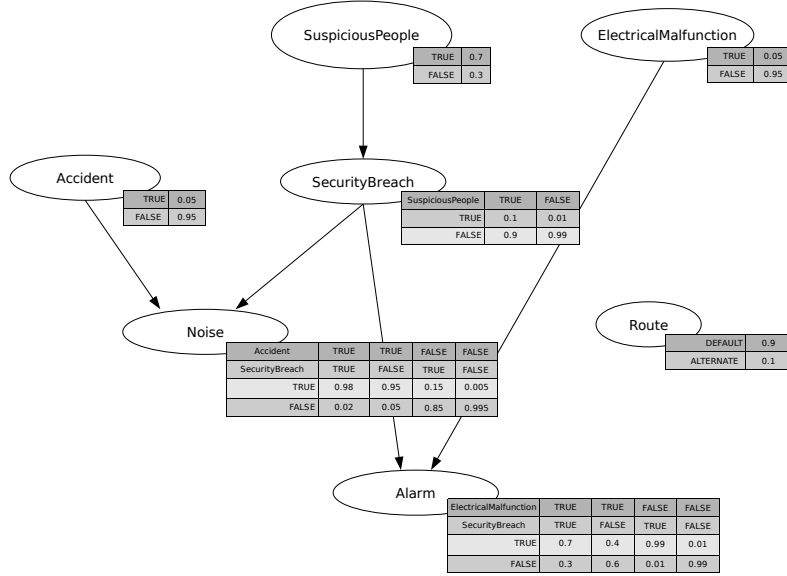 SuspiciousPeople
TRUE 0.7
FALSE 0.3
ElectricalMalfunction
TRUE 0.05
FALSE 0.95
Accident
TRUE 0.05
FALSE 0.95
SecurityBreach
SuspiciousPeople TRUE FALSE
TRUE 0.1 0.01
FALSE 0.9 0.99
Noise
Accident TRUE TRUE FALSE FALSE
SecurityBreach TRUE FALSE TRUE FALSE
TRUE 0.98 0.95 0.15 0.005
FALSE 0.02 0.05 0.85 0.995
Route
DEFAULT 0.9
ALTERNATE 0.1
Alarm
ElectricalMalfunction TRUE TRUE FALSE FALSE
SecurityBreach TRUE FALSE TRUE FALSE
TRUE 0.7 0.4 0.99 0.01
FALSE 0.3 0.6 0.01 0.99